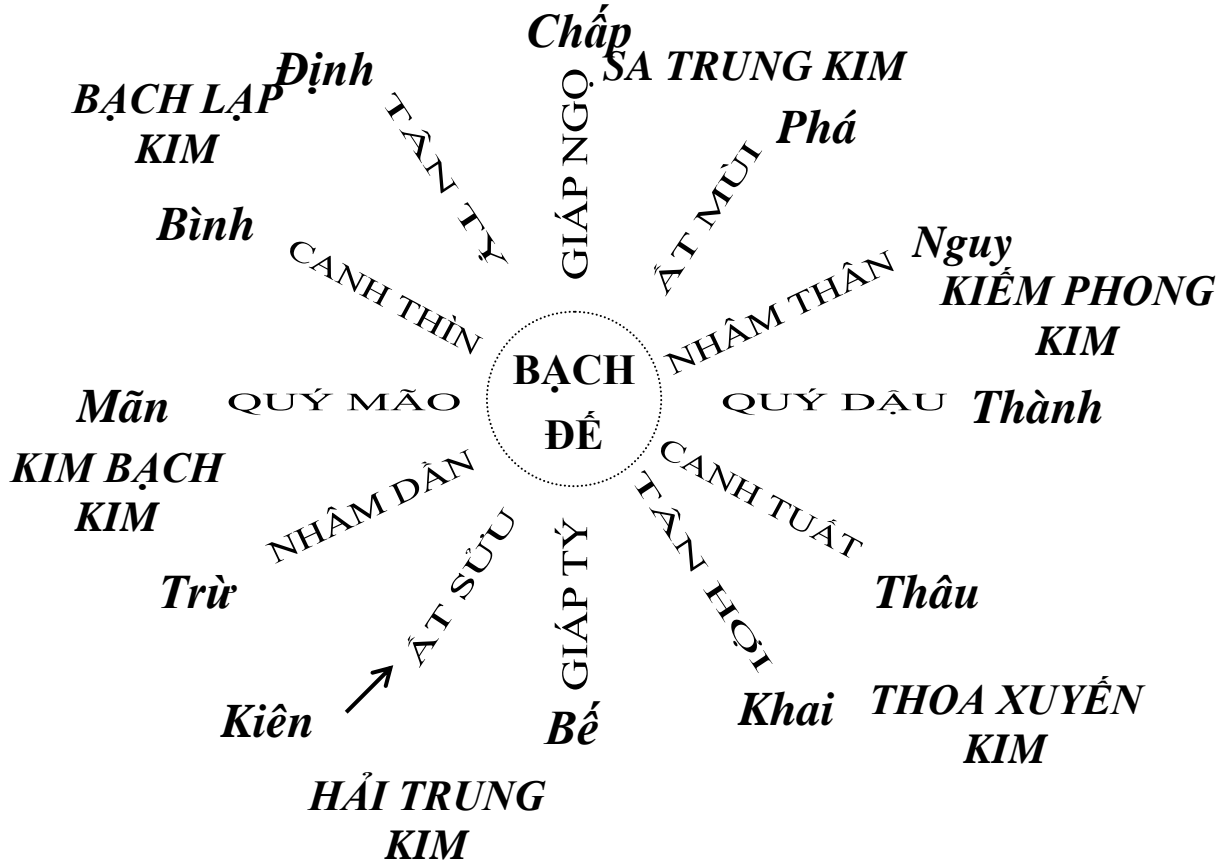 Chấp
SA TRUNG KIM
Định
BẠCH LẠP
KIM
Phá
TÂN TỴ
GIÁP NGỌ
ẤT MÙI
Bình
CANH THÌN
Nguy
NHÂM THÂN
KIẾM PHONG
KIM
BẠCH
ĐẾ
Mãn
QUÝ MÃO
QUÝ DẬU
Thành
KIM BẠCH
KIM
NHÂM DẦN
CANH TUẤT
Trừ
ẤT SỬU
GIÁP TÝ
TÂN HỢI
Thâu
Kiên
Bế
Khai
THOA XUYẾN
KIM
HẢI TRUNG
KIM